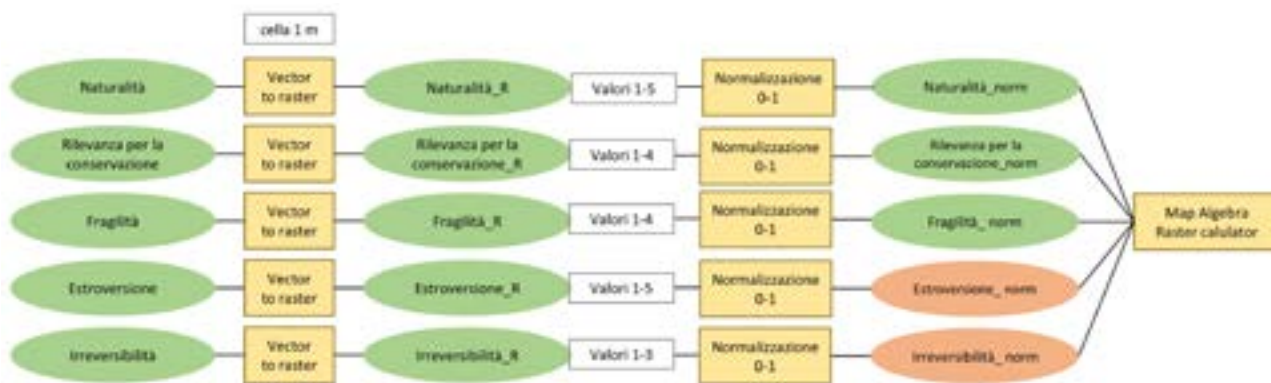 cella 1 m
Naturalità
Vector
to raster
Naturalità_R
Valori 1-5
Normalizzazione
0-1
Naturalità_norm
Rilevanza per la
conservazione
Vector
to raster
Rilevanza per la
conservazione_R
Valori 1-4
Normalizzazione
0-1
Rilevanza per la
conservazione_norm
Fragilità
Vector
to raster
Fragilità_R
Valori 1-4
Normalizzazione
0-1
Fragilità_ norm
Map Algebra
Raster calulator
Estroversione
Vector
to raster
Estroversione_R
Valori 1-5
Normalizzazione
0-1
Estroversione_ norm
Irreversibilità
Vector
to raster
Irreversibilità_R
Valori 1-3
Normalizzazione
0-1
Irreversibilità_ norm